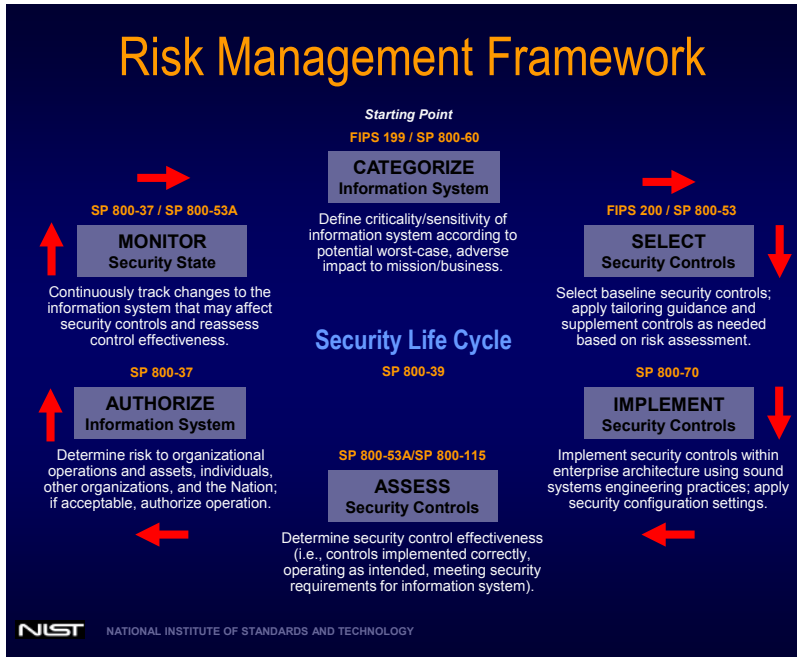 Risk Management Framework
Starting Point
FIPS 199 / SP 800-60
CATEGORIZE
Information System
Define criticality/sensitivity of
information system according to
potential worst-case, adverse
impact to mission/business.
FIPS 200 / SP 800-53
SELECT
Security Controls
Select baseline security controls;
apply tailoring guidance and
supplement controls as needed
based on risk assessment.
SP 800-70
IMPLEMENT
Security Controls
Implement security controls within
enterprise architecture using sound
systems engineering practices; apply
security configuration settings.
SP 800-53A/SP 800-115
ASSESS
Security Controls
Determine security control effectiveness
(i.e., controls implemented correctly,
operating as intended, meeting security
requirements for information system).
SP 800-37
AUTHORIZE
Information System
Determine risk to organizational
operations and assets, individuals,
other organizations, and the Nation;
if acceptable, authorize operation.
SP 800-37 / SP 800-53A
MONITOR
Security State
Continuously track changes to the
information system that may affect
security controls and reassess
control effectiveness.
Security Life Cycle
SP 800-39
NIST
NATIONAL INSTITUTE OF STANDARDS AND TECHNOLOGY